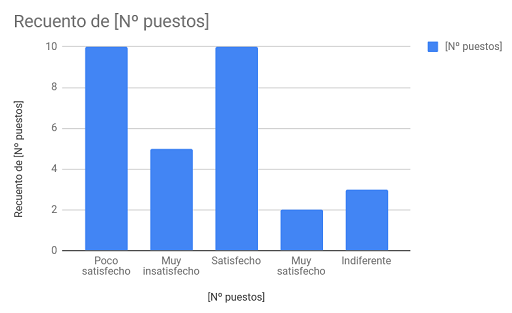 Recuento de [Nº puestos]
[Nº puestos]
Recuento de [Nº puestos]
10
8
6
4
2
0
Poco
satisfecho
Muy
insatisfecho
Satisfecho
Muy
satisfecho
Indiferente
[Nº puestos]